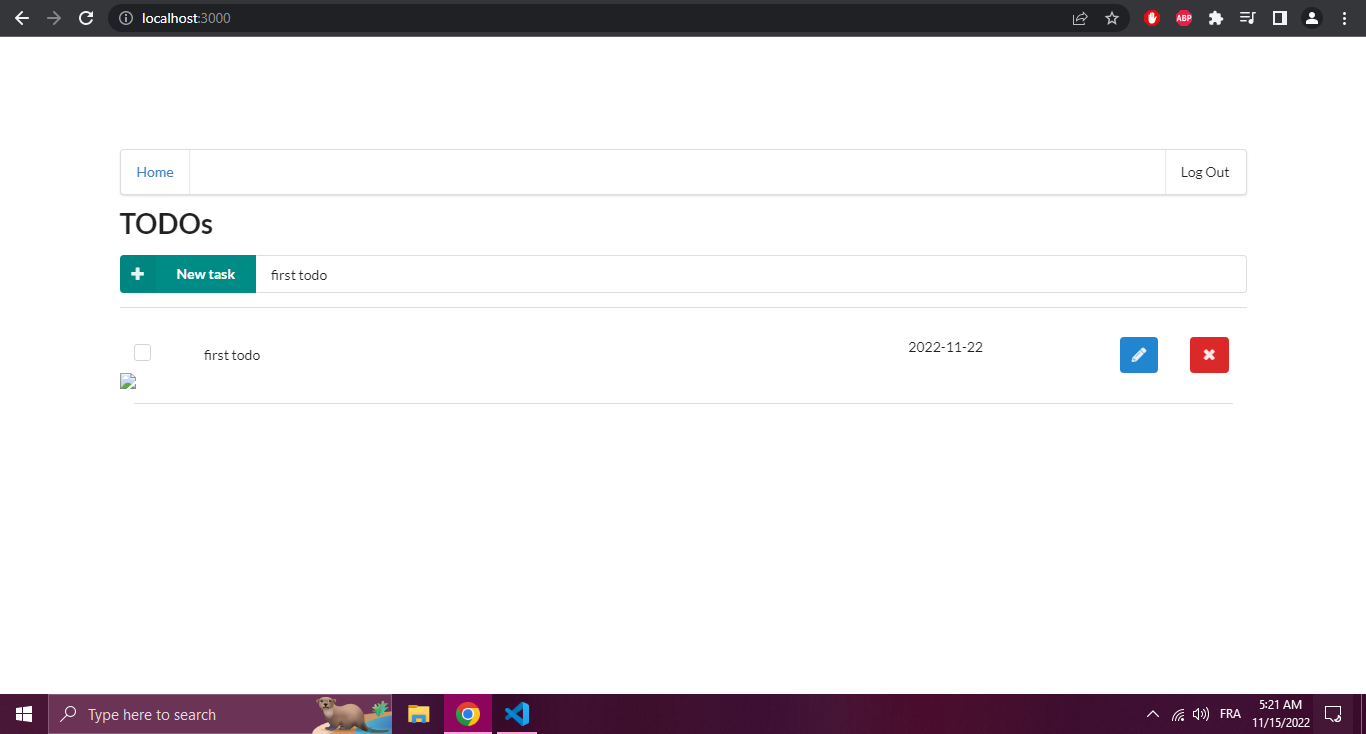 localhost:3000
ABP
Home
Log Out
TODOs
New task
first todo
first todo
2022-11-22
Type here to search
FRA
5:21 AM
11/15/2022